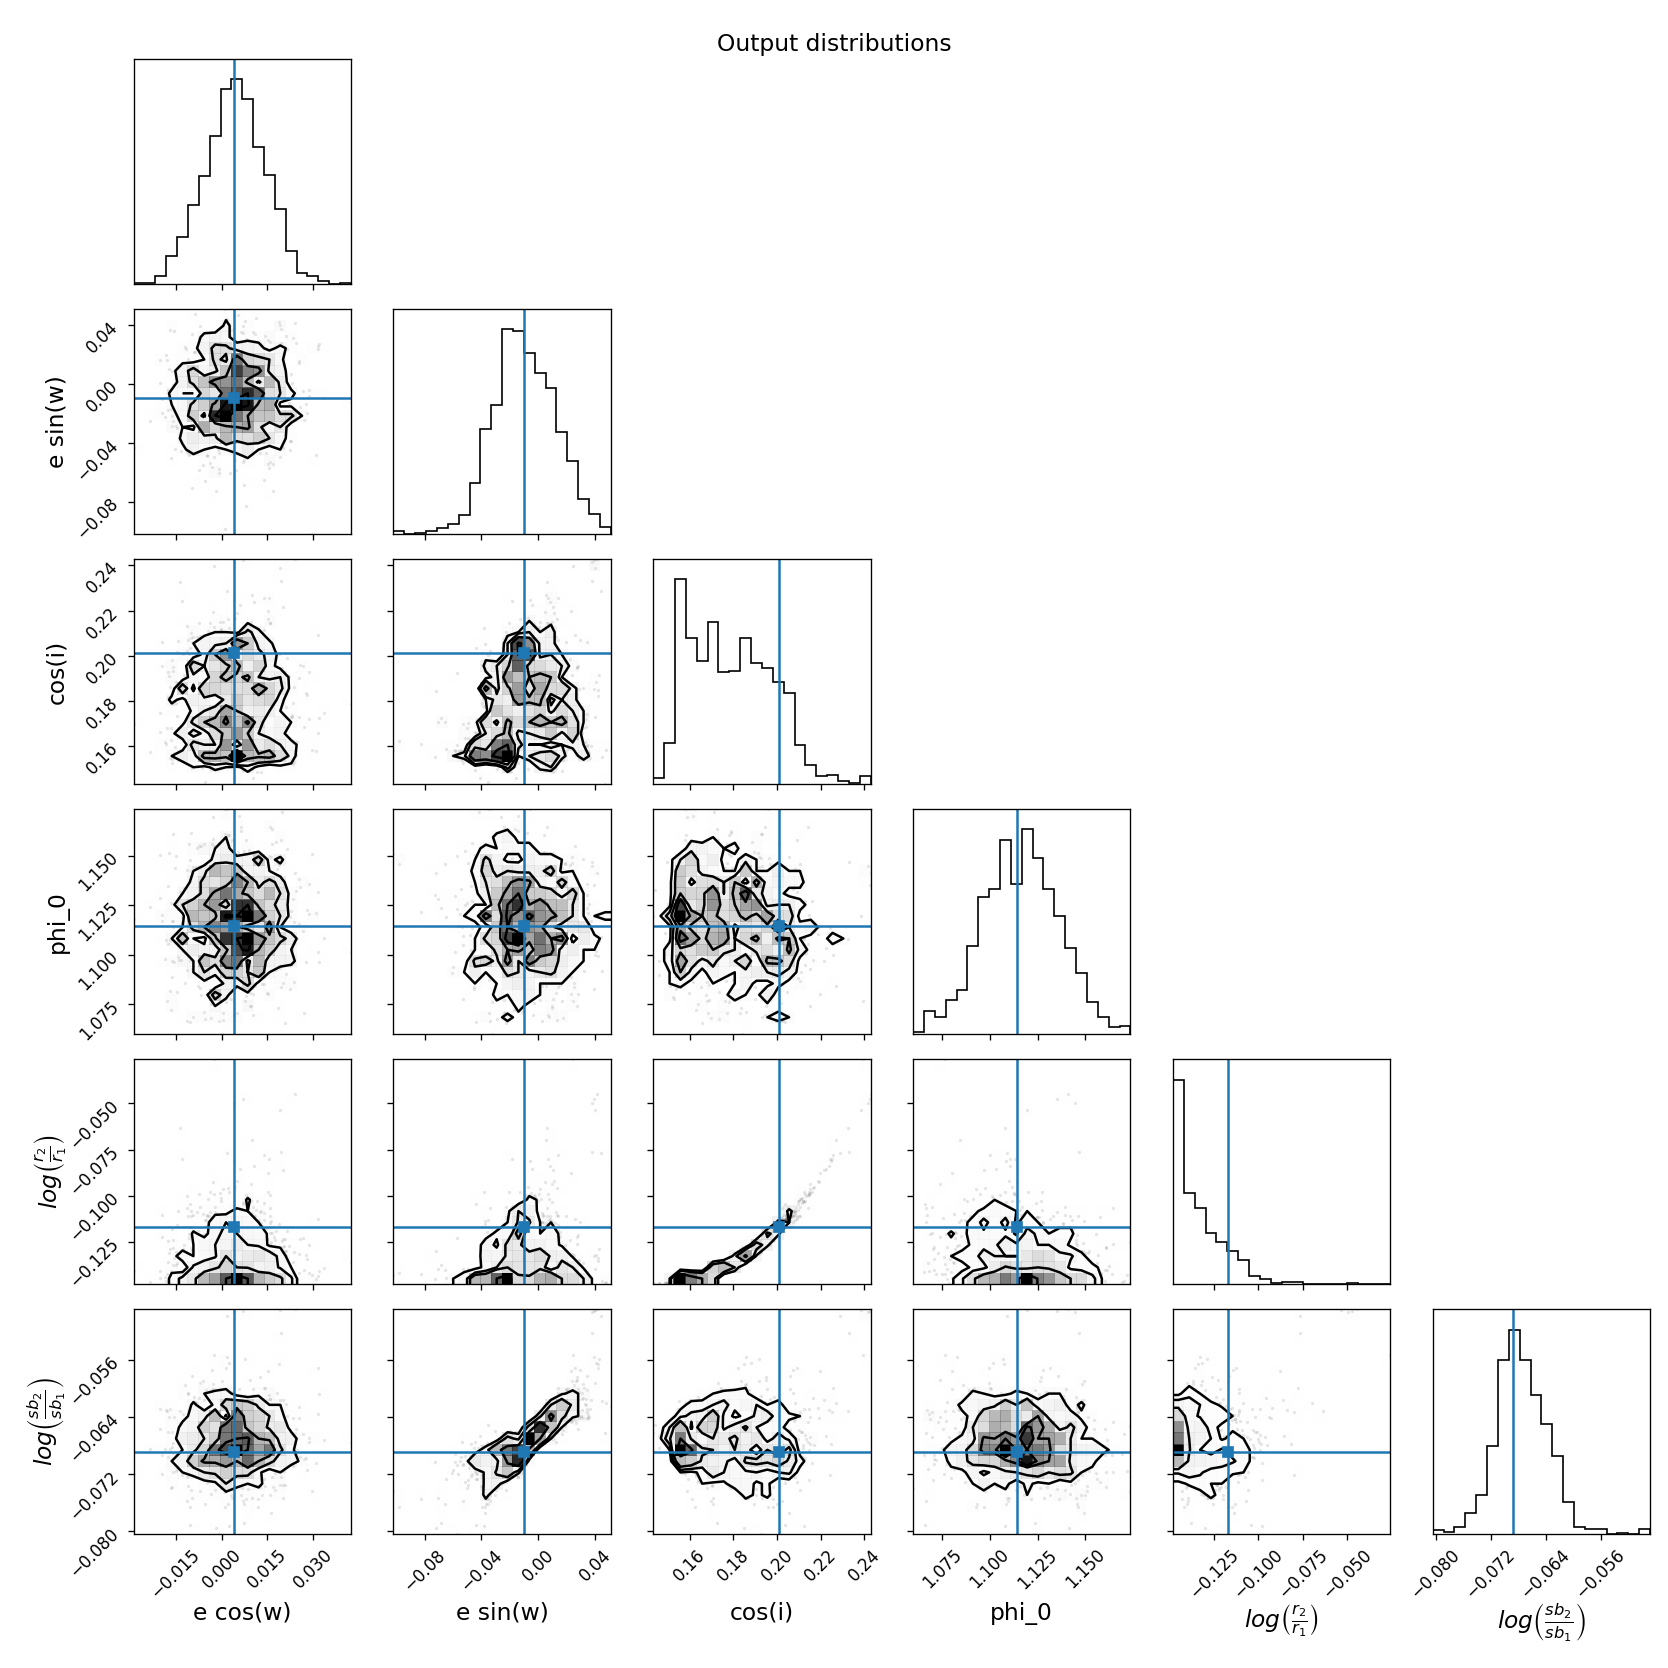 Output distributions
e sin(w)
0.04
0.00
−0.04
−0.08
cos(i)
0.24
0.22
0.20
0.18
0.16
phi_0
1.150
1.125
1.100
1.075
log(r₂/r₁)
−0.050
−0.075
−0.100
−0.125
log(sb₂/sb₁)
−0.056
−0.064
−0.072
−0.080
−0.015 0.000 0.015 0.030
−0.08 −0.04 0.00 0.04
0.16 0.18 0.20 0.22 0.24
1.075 1.100 1.125 1.150
−0.125 −0.100 −0.075 −0.050
−0.080 −0.072 −0.064 −0.056
e cos(w)
e sin(w)
cos(i)
phi_0
log(r₂/r₁)
log(sb₂/sb₁)